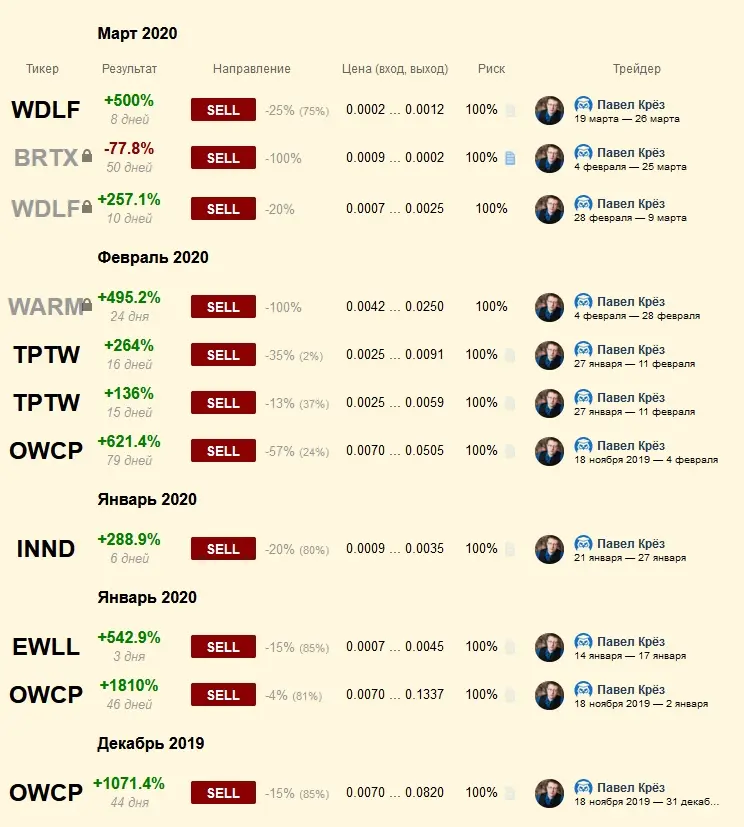 Март 2020
Тикер Результат Направление Цена (вход, выход) Риск Трейдер
WDLF +500% SELL -25% (75%) 0.0002 ... 0.0012 100% Павел Крёз
8 дней 19 марта — 26 марта
BRTX -77.8% SELL -100% 0.0009 ... 0.0002 100% Павел Крёз
50 дней 4 февраля — 25 марта
WDLF +257.1% SELL -20% 0.0007 ... 0.0025 100% Павел Крёз
10 дней 28 февраля — 9 марта
Февраль 2020
WARM +495.2% SELL -100% 0.0042 ... 0.0250 100% Павел Крёз
24 дня 4 февраля — 28 февраля
TPTW +264% SELL -35% (2%) 0.0025 ... 0.0091 100% Павел Крёз
16 дней 27 января — 11 февраля
TPTW +136% SELL -13% (37%) 0.0025 ... 0.0059 100% Павел Крёз
15 дней 27 января — 11 февраля
OWCP +621.4% SELL -57% (24%) 0.0070 ... 0.0505 100% Павел Крёз
79 дней 18 ноября 2019 — 4 февраля
Январь 2020
INND +288.9% SELL -20% (80%) 0.0009 ... 0.0035 100% Павел Крёз
6 дней 21 января — 27 января
Январь 2020
EWLL +542.9% SELL -15% (85%) 0.0007 ... 0.0045 100% Павел Крёз
3 дня 14 января — 17 января
OWCP +1810% SELL -4% (81%) 0.0070 ... 0.1337 100% Павел Крёз
46 дней 18 ноября 2019 — 2 января
Декабрь 2019
OWCP +1071.4% SELL -15% (85%) 0.0070 ... 0.0820 100% Павел Крёз
44 дня 18 ноября 2019 — 31 декаб...